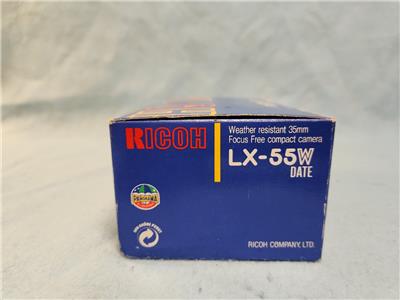 RICOH
Weather resistant 35mm
Focus Free compact camera
LX-55W
DATE
RICOH COMPANY, LTD.